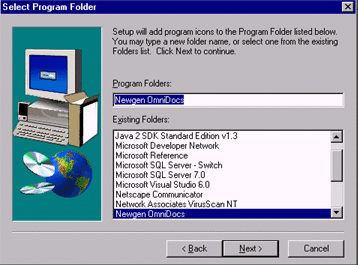 Select Program Folder
Setup will add program icons to the Program Folder listed below.
You may type a new folder name, or select one from the existing
Folders list. Click Next to continue.
Program Folders:
Newgen OmniDocs
Existing Folders:
Java 2 SDK Standard Edition v1.3
Microsoft Developer Network
Microsoft Reference
Microsoft SQL Server - Switch
Microsoft SQL Server 7.0
Microsoft Visual Studio 6.0
Netscape Communicator
Network Associates VirusScan NT
Newgen OmniDocs
< Back
Next >
Cancel